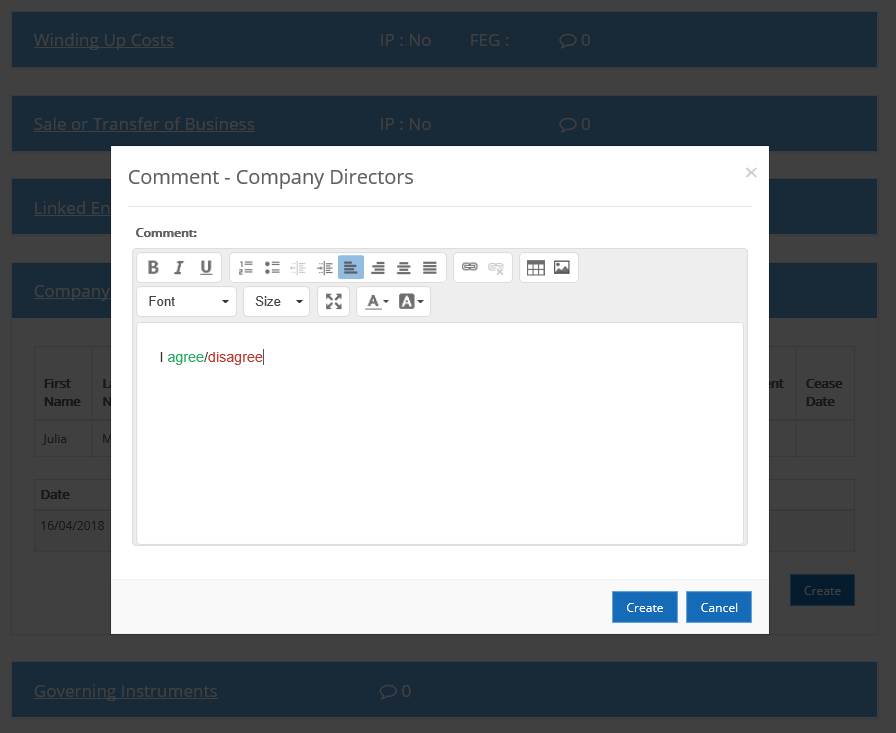 Winding Up Costs IP : No FEG : 0
Sale or Transfer of Business IP : No 0
Linked En
Company
Comment - Company Directors ×
Comment:
B I U
Font Size A A
I agree/disagree
First Name Cease Date
Julia
Date
16/04/2018
Create
Create Cancel
Governing Instruments 0